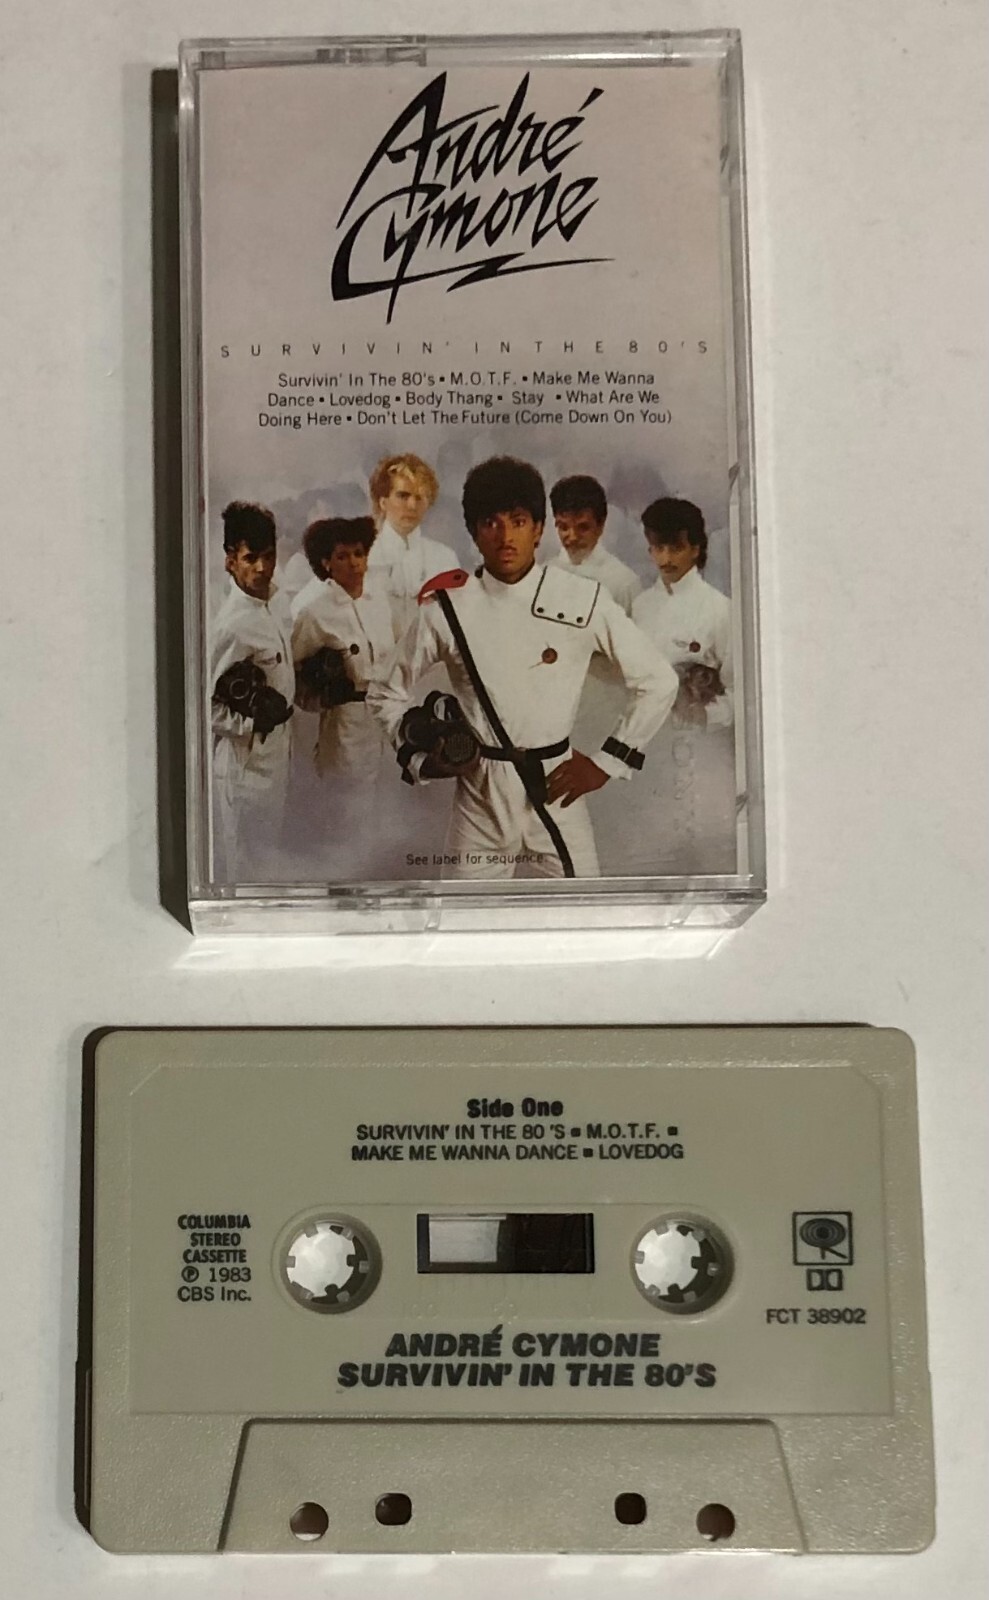 André
Cymone
SURVIVIN' IN THE 80'S
Survivin' In The 80's ▪ M.O.T.F. ▪ Make Me Wanna
Dance ▪ Lovedog ▪ Body Thang ▪ Stay ▪ What Are We
Doing Here ▪ Don't Let The Future (Come Down On You)
See label for sequence.
Side One
SURVIVIN' IN THE 80 'S ▪ M.O.T.F. ▪
MAKE ME WANNA DANCE ▪ LOVEDOG
COLUMBIA
STEREO
CASSETTE
℗ 1983
CBS Inc.
FCT 38902
ANDRÉ CYMONE
SURVIVIN' IN THE 80'S